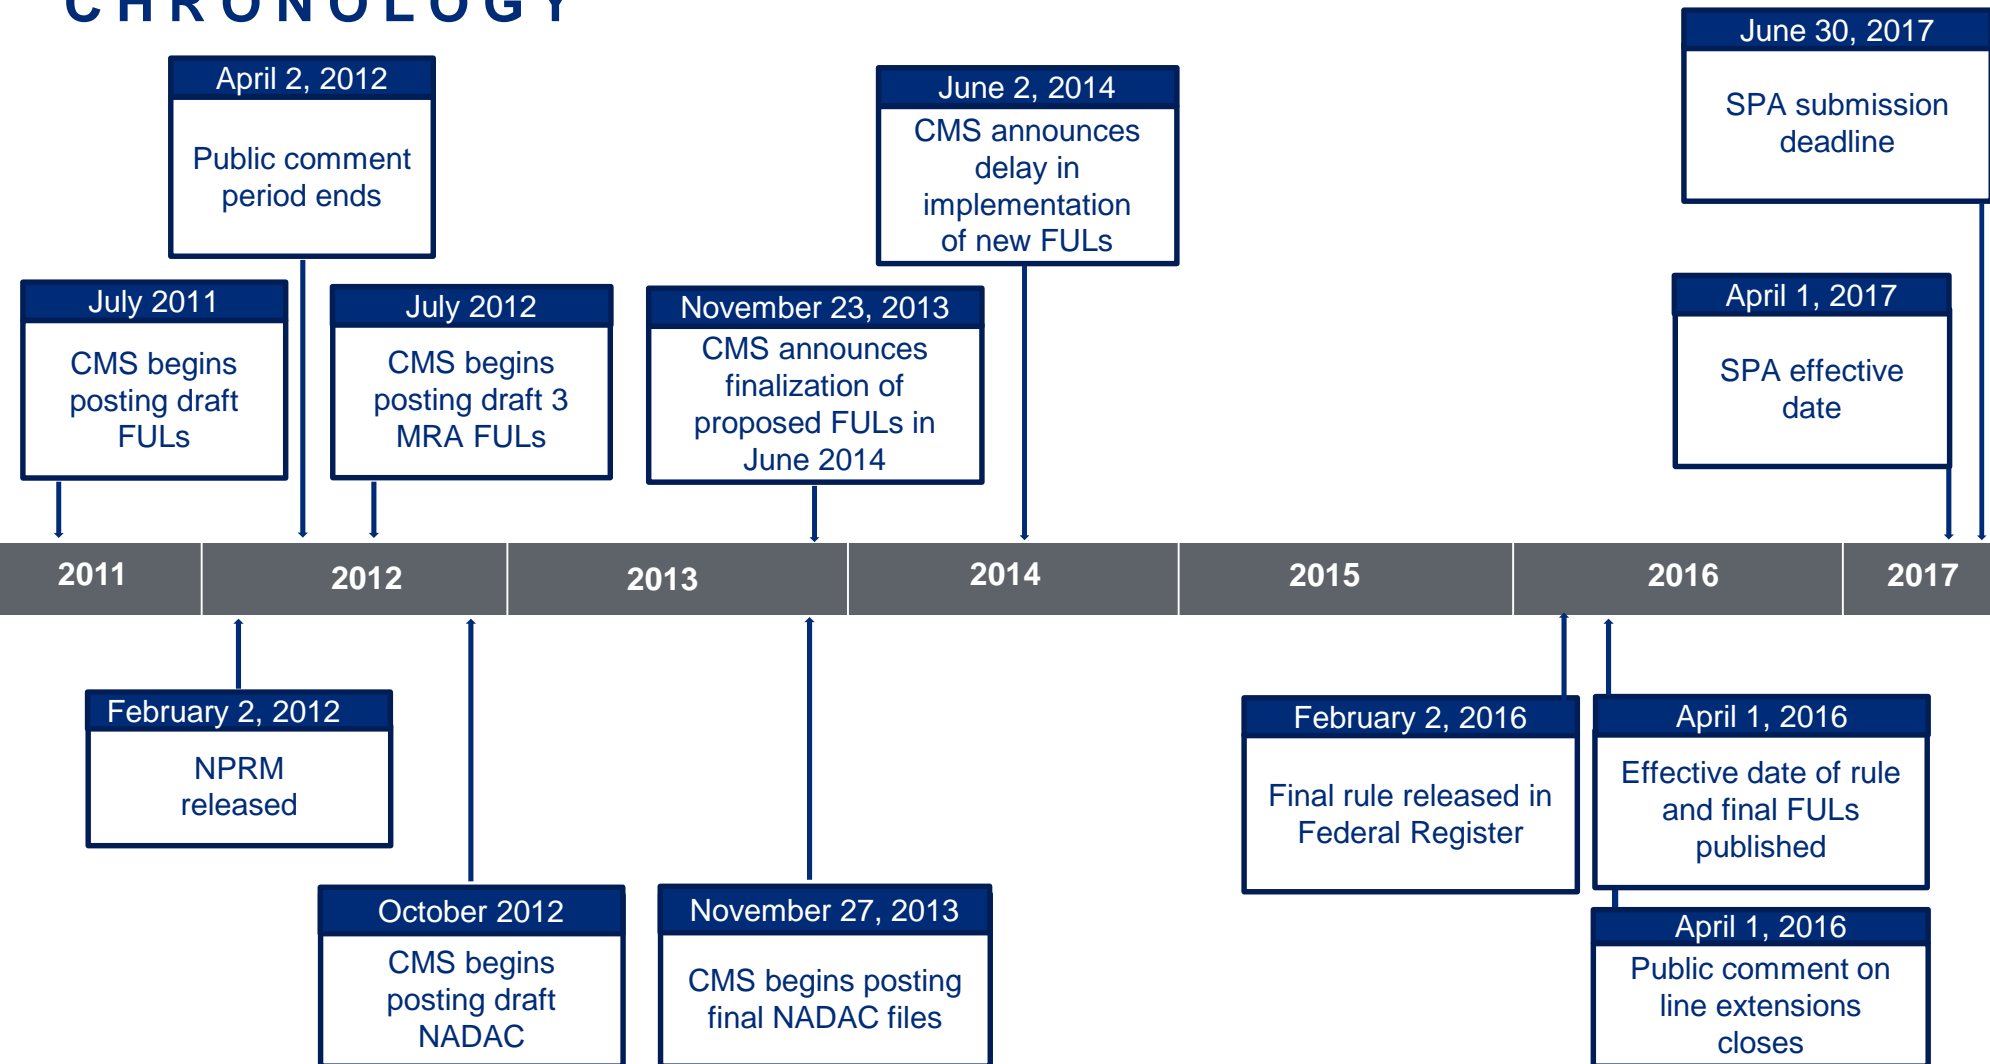 CHRONOLOGY
June 30, 2017
SPA submission
deadline
April 2, 2012
Public comment
period ends
June 2, 2014
CMS announces
delay in
implementation
of new FULs
July 2011
CMS begins
posting draft
FULs
July 2012
CMS begins
posting draft 3
MRA FULs
November 23, 2013
CMS announces
finalization of
proposed FULs in
June 2014
April 1, 2017
SPA effective
date
2011
2012
2013
2014
2015
2016
2017
February 2, 2012
NPRM
released
February 2, 2016
Final rule released in
Federal Register
April 1, 2016
Effective date of rule
and final FULs
published
October 2012
CMS begins
posting draft
NADAC
November 27, 2013
CMS begins posting
final NADAC files
April 1, 2016
Public comment on
line extensions
closes